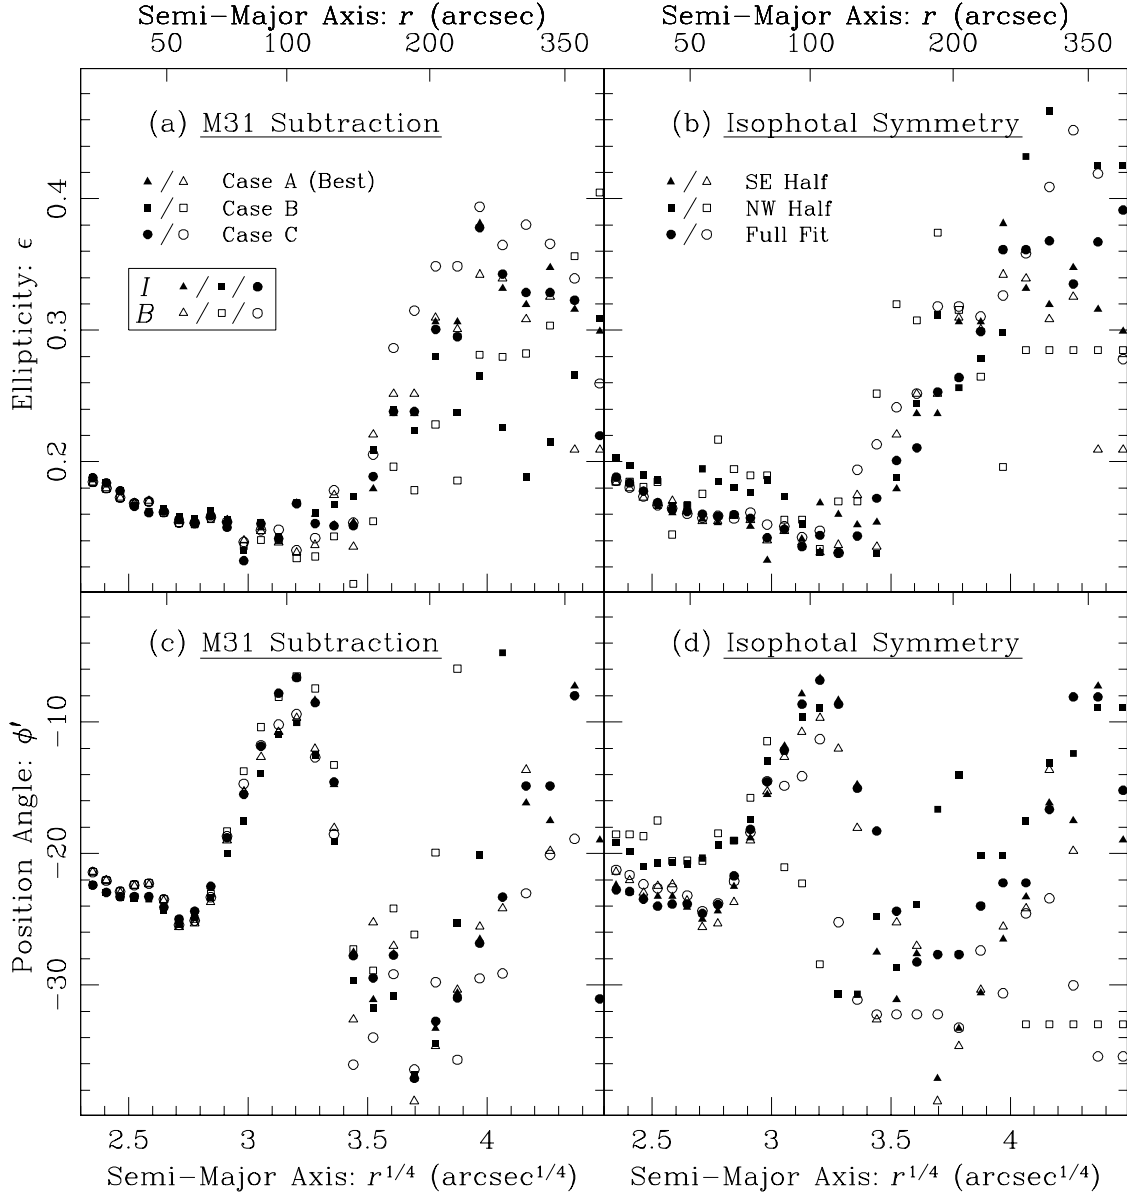 Semi-Major Axis: r (arcsec) Semi-Major Axis: r (arcsec)
50 100 200 350 50 100 200 350
(a) M31 Subtraction (b) Isophotal Symmetry
▲/△ Case A (Best) ▲/△ SE Half
■/□ Case B ■/□ NW Half
●/○ Case C ●/○ Full Fit
I ▲/■/●
B △/□/○
Ellipticity: ϵ
0.4
0.3
0.2
(c) M31 Subtraction (d) Isophotal Symmetry
Position Angle: ϕ′
−10
−20
−30
2.5 3 3.5 4 2.5 3 3.5 4
Semi-Major Axis: r^1/4 (arcsec^1/4) Semi-Major Axis: r^1/4 (arcsec^1/4)